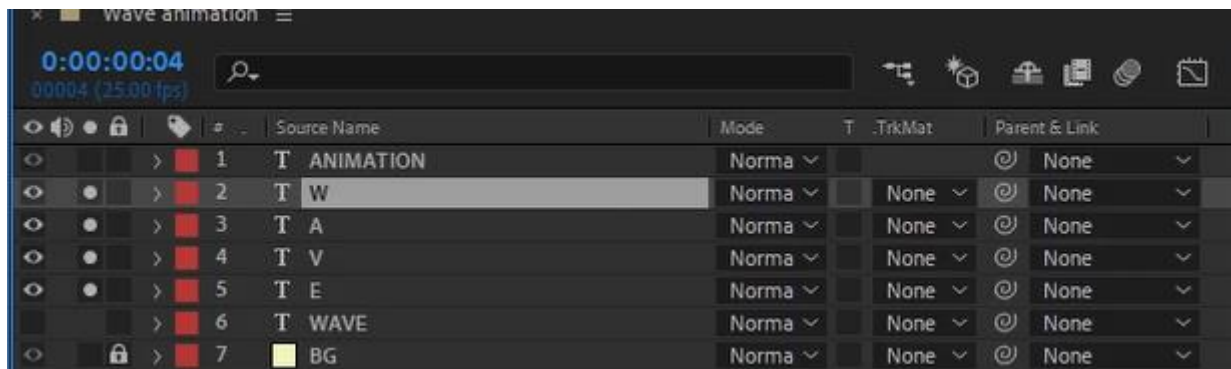 Wave animation
0:00:00:04
00004 (25.00 fps)
# Source Name Mode T .TrkMat Parent & Link
1 T ANIMATION Norma None
2 T W Norma None None
3 T A Norma None None
4 T V Norma None None
5 T E Norma None None
6 T WAVE Norma None None
7 BG Norma None None